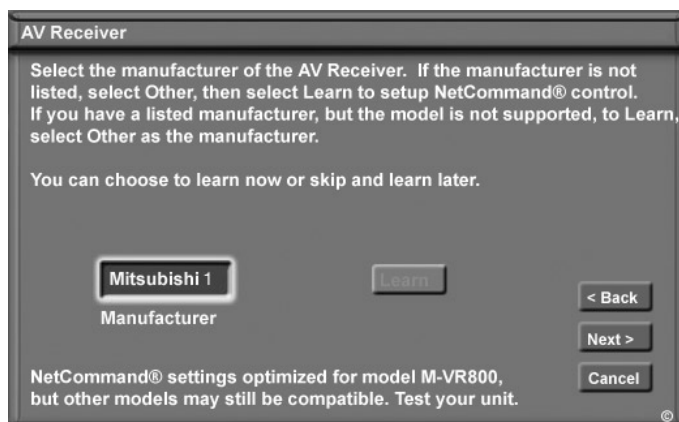 AV Receiver
Select the manufacturer of the AV Receiver. If the manufacturer is not
listed, select Other, then select Learn to setup NetCommand® control.
If you have a listed manufacturer, but the model is not supported, to Learn,
select Other as the manufacturer.
You can choose to learn now or skip and learn later.
Mitsubishi 1
Learn
Manufacturer
< Back
Next >
Cancel
NetCommand® settings optimized for model M-VR800,
but other models may still be compatible. Test your unit.
©